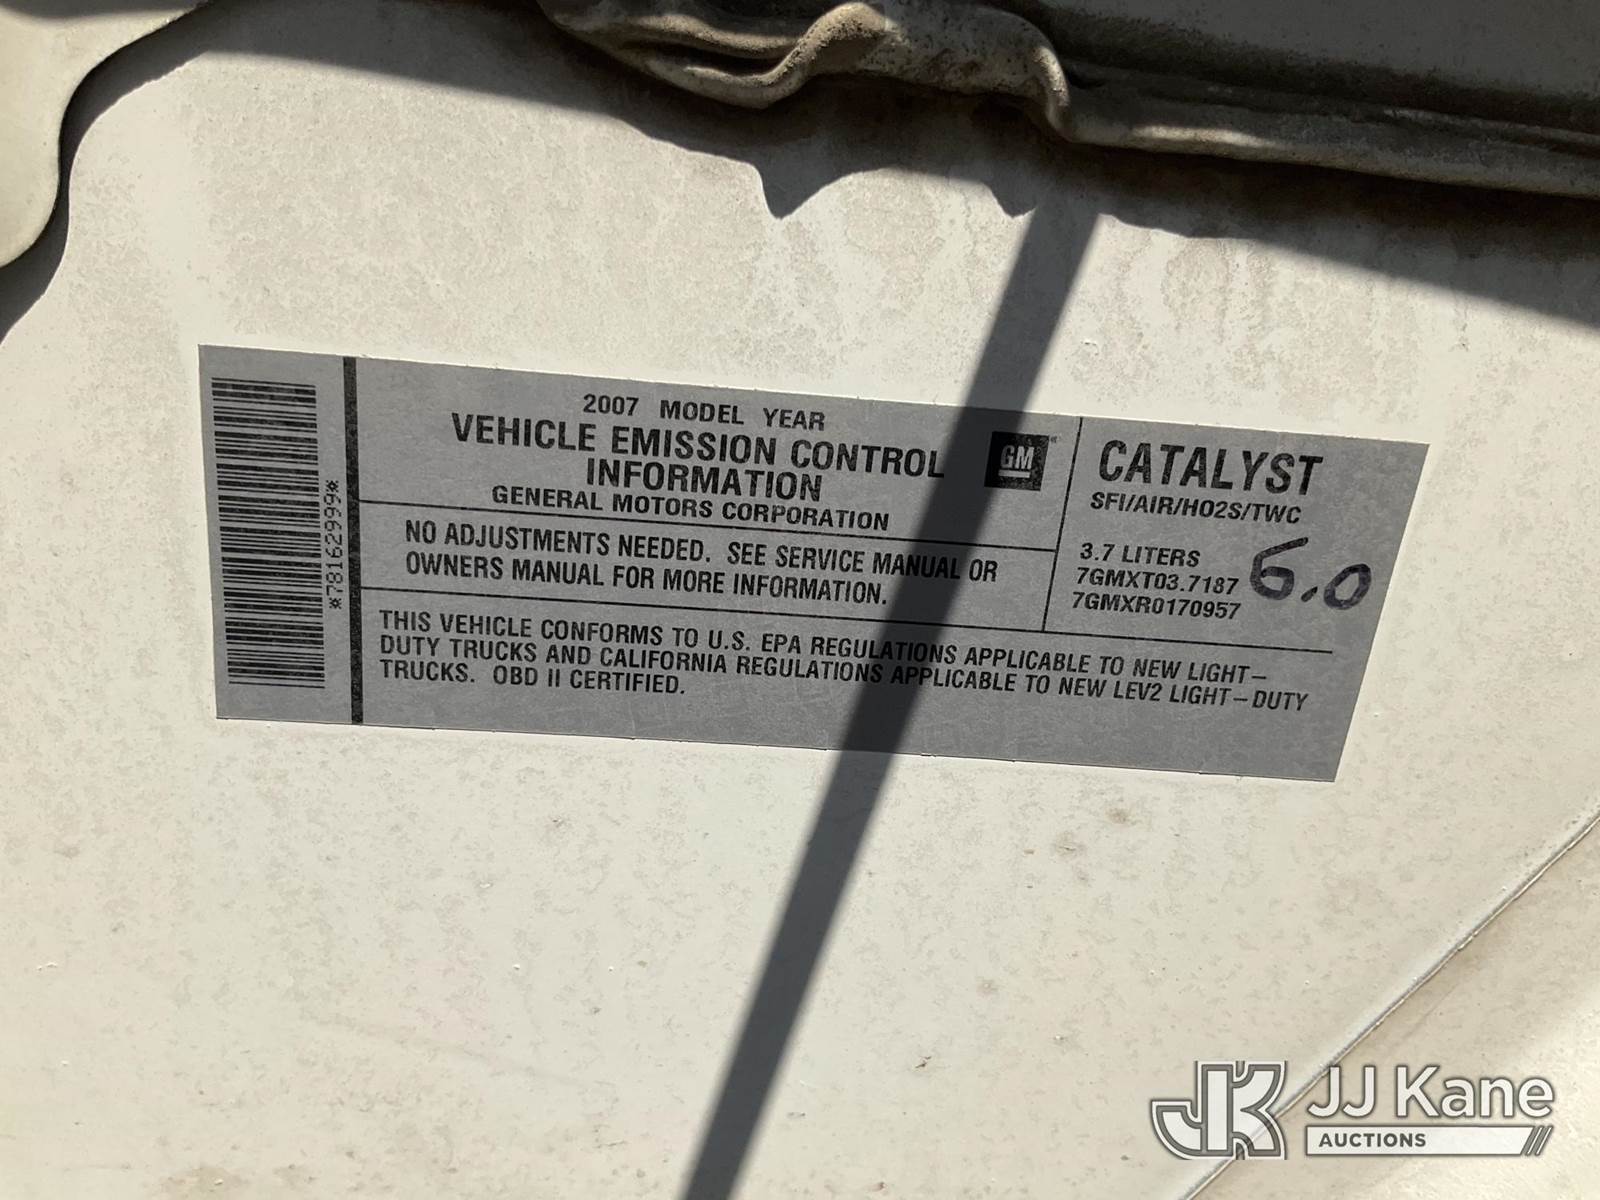 *781162999*
2007 MODEL YEAR
VEHICLE EMISSION CONTROL
INFORMATION
GENERAL MOTORS CORPORATION
GM
NO ADJUSTMENTS NEEDED. SEE SERVICE MANUAL OR
OWNERS MANUAL FOR MORE INFORMATION.
CATALYST
SFI/AIR/HO2S/TWC
3.7 LITERS
7GMXT03.7187
7GMXR0170957
6.0
THIS VEHICLE CONFORMS TO U.S. EPA REGULATIONS APPLICABLE TO NEW LIGHT–
DUTY TRUCKS AND CALIFORNIA REGULATIONS APPLICABLE TO NEW LEV2 LIGHT–DUTY
TRUCKS. OBD II CERTIFIED.
JK JJ Kane
AUCTIONS